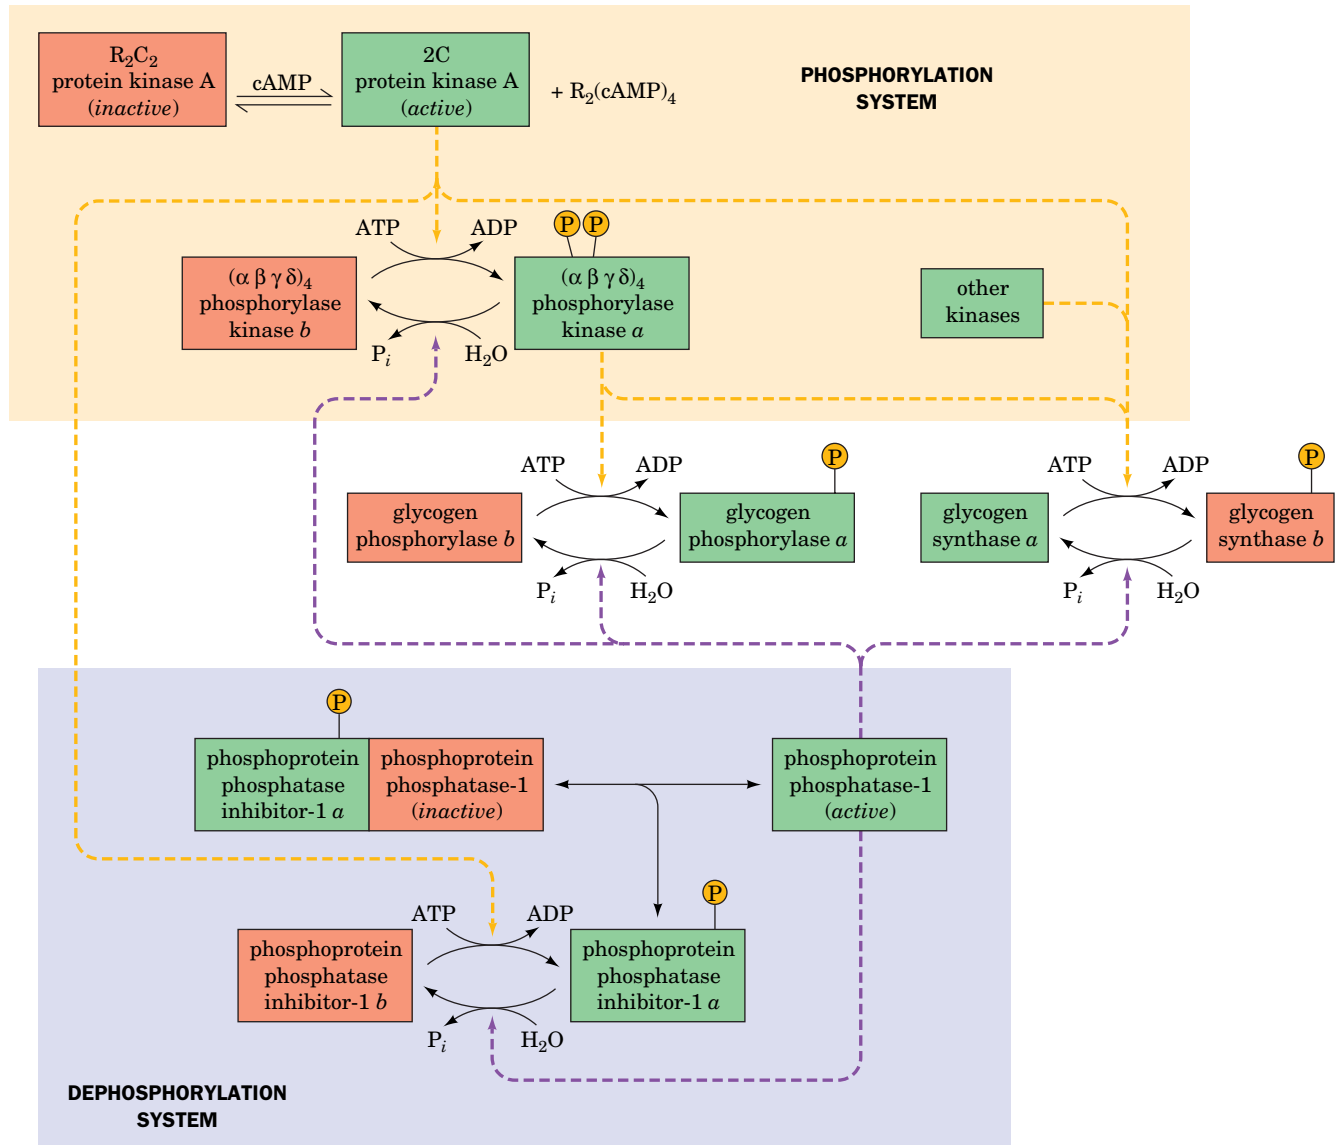 R₂C₂
protein kinase A
(inactive)
cAMP
2C
protein kinase A
(active)
+ R₂(cAMP)₄
PHOSPHORYLATION
SYSTEM
ATP
ADP
P P
(α β γ δ)₄
phosphorylase
kinase b
(α β γ δ)₄
phosphorylase
kinase a
Pᵢ
H₂O
other
kinases
ATP
ADP
P
glycogen
phosphorylase b
glycogen
phosphorylase a
Pᵢ
H₂O
ATP
ADP
P
glycogen
synthase a
glycogen
synthase b
Pᵢ
H₂O
P
phosphoprotein
phosphatase
inhibitor-1 a
phosphoprotein
phosphatase-1
(inactive)
phosphoprotein
phosphatase-1
(active)
ATP
ADP
P
phosphoprotein
phosphatase
inhibitor-1 b
phosphoprotein
phosphatase
inhibitor-1 a
Pᵢ
H₂O
DEPHOSPHORYLATION
SYSTEM